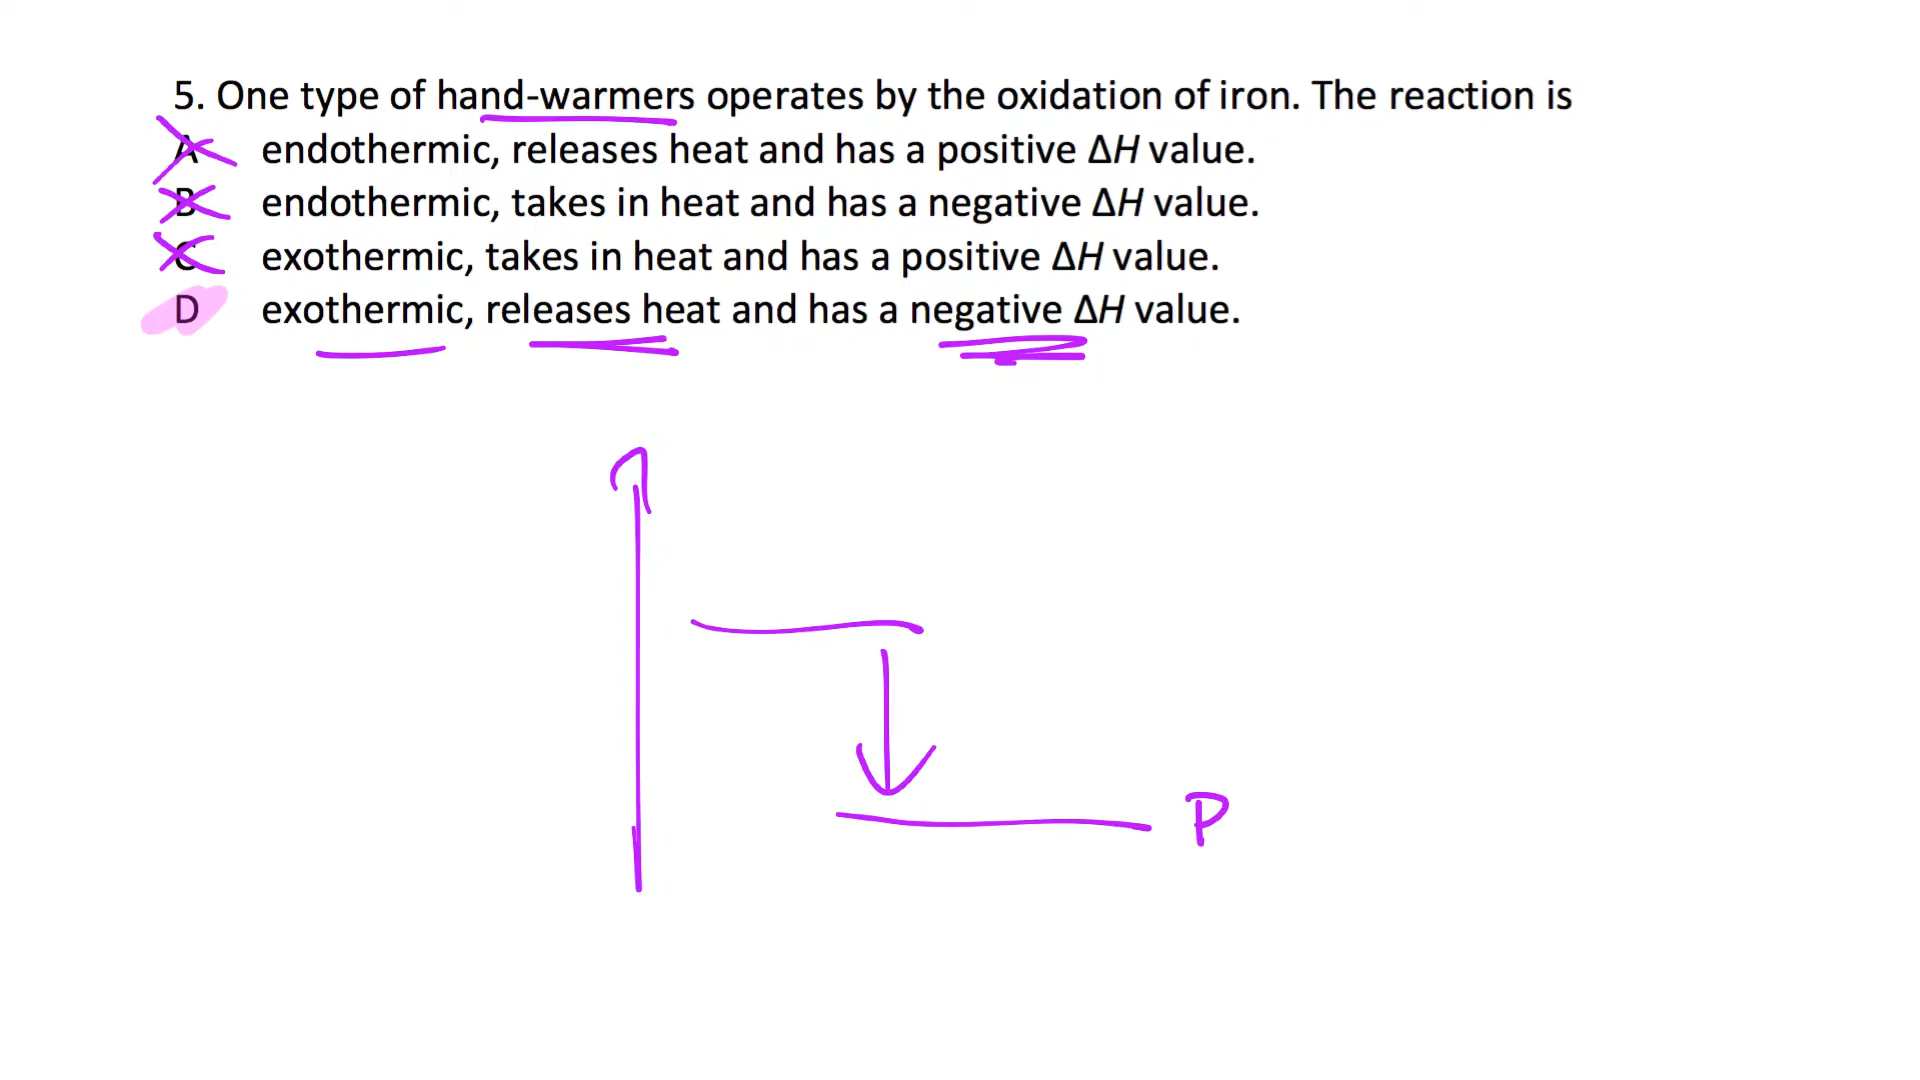 5. One type of hand-warmers operates by the oxidation of iron. The reaction is
A endothermic, releases heat and has a positive ΔH value.
B endothermic, takes in heat and has a negative ΔH value.
C exothermic, takes in heat and has a positive ΔH value.
D exothermic, releases heat and has a negative ΔH value.
P